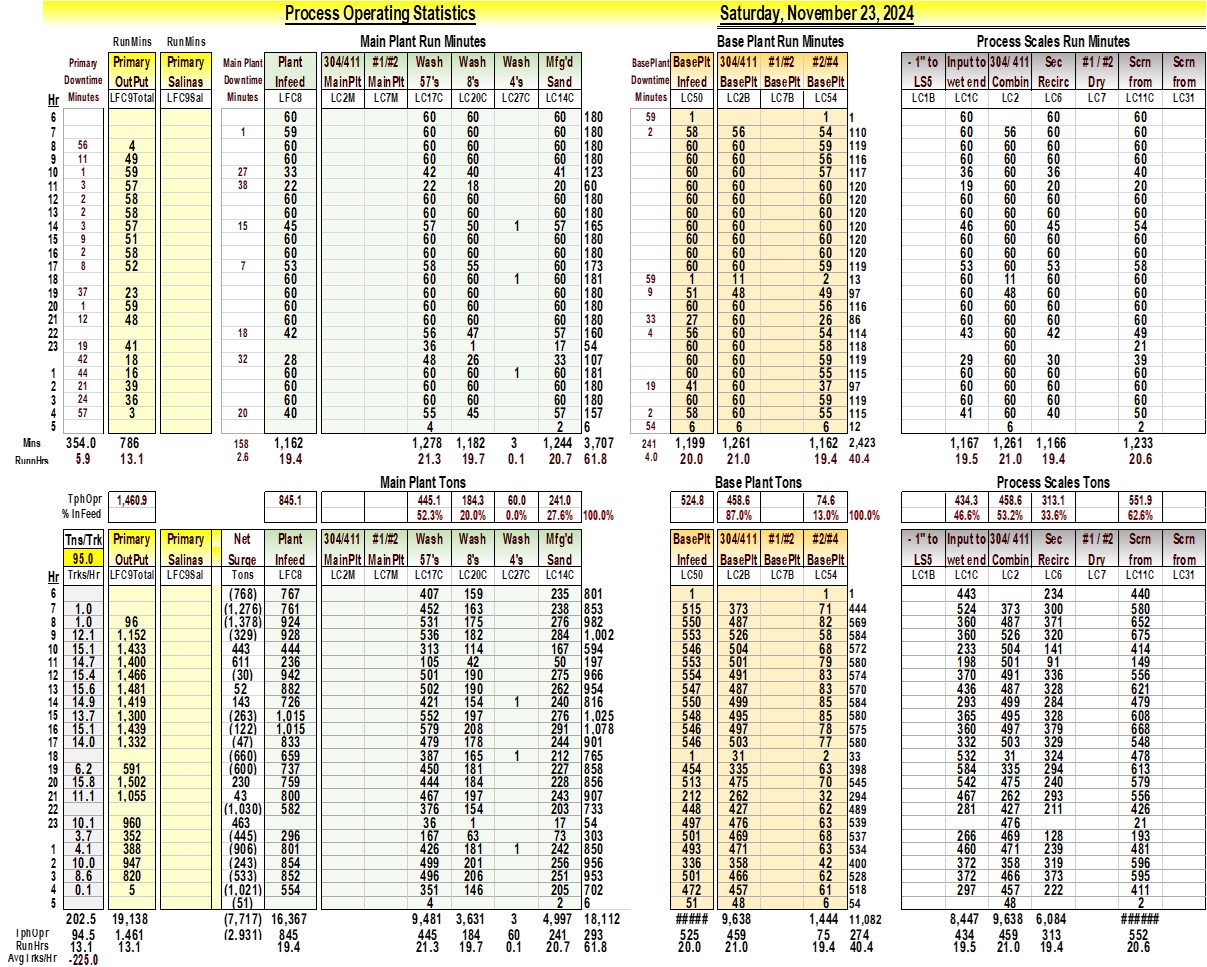 Process Operating Statistics Saturday, November 23, 2024
RunMins RunMins Main Plant Run Minutes Base Plant Run Minutes Process Scales Run Minutes
Primary Primary Primary Main Plant Plant 304/411 #1/#2 Wash Wash Wash Mfg'd BasePlant BasePlt 304/411 #1/#2 #2/#4 - 1" to Input to 304/ 411 Sec #1 / #2 Scrn Scrn
Downtime OutPut Salinas Downtime Infeed MainPlt MainPlt 57's 8's 4's Sand Downtime Infeed BasePlt BasePlt BasePlt LS5 wet end Combin Recirc Dry from from
Hr Minutes LFC9Total LFC9Sal Minutes LFC8 LC2M LC7M LC17C LC20C LC27C LC14C Minutes LC50 LC2B LC7B LC54 LC1B LC1C LC2 LC6 LC7 LC11C LC31
6 60 60 60 60 180 59 1 1 1 60 60 60
7 1 59 60 60 60 180 2 58 56 54 110 60 56 60 60
8 56 4 60 60 60 60 180 60 60 59 119 60 60 60 60
9 11 49 60 60 60 60 180 60 60 56 116 60 60 60 60
10 1 59 27 33 42 40 41 123 60 60 57 117 36 60 36 40
11 3 57 38 22 22 18 20 60 60 60 60 120 19 60 20 20
12 2 58 60 60 60 60 180 60 60 60 120 60 60 60 60
13 2 58 60 60 60 60 180 60 60 60 120 60 60 60 60
14 3 57 15 45 57 50 1 57 165 60 60 60 120 46 60 45 54
15 9 51 60 60 60 60 180 60 60 60 120 60 60 60 60
16 2 58 60 60 60 60 180 60 60 60 120 60 60 60 60
17 8 52 7 53 58 55 60 173 60 60 59 119 53 60 53 58
18 60 60 60 1 60 181 59 1 11 2 13 60 11 60 60
19 37 23 60 60 60 60 180 9 51 48 49 97 60 48 60 60
20 1 59 60 60 60 60 180 60 60 56 116 60 60 60 60
21 12 48 60 60 60 60 180 33 27 60 26 86 60 60 60 60
22 18 42 56 47 57 160 4 56 60 54 114 43 60 42 49
23 19 41 36 1 17 54 60 60 58 118 60 21
42 18 32 28 48 26 33 107 60 60 59 119 29 60 30 39
1 44 16 60 60 60 1 60 181 60 60 55 115 60 60 60 60
2 21 39 60 60 60 60 180 19 41 60 37 97 60 60 60 60
3 24 36 60 60 60 60 180 60 60 59 119 60 60 60 60
4 57 3 20 40 55 45 57 157 2 58 60 55 115 41 60 40 50
5 4 2 6 54 6 6 6 12 6 2
Mins 354.0 786 158 1,162 1,278 1,182 3 1,244 3,707 241 1,199 1,261 1,162 2,423 1,167 1,261 1,166 1,233
RunnHrs 5.9 13.1 2.6 19.4 21.3 19.7 0.1 20.7 61.8 4.0 20.0 21.0 19.4 40.4 19.5 21.0 19.4 20.6
Main Plant Tons Base Plant Tons Process Scales Tons
TphOpr 1,460.9 845.1 445.1 184.3 60.0 241.0 524.8 458.6 74.6 434.3 458.6 313.1 551.9
% InFeed 52.3% 20.0% 0.0% 27.6% 100.0% 87.0% 13.0% 100.0% 46.6% 53.2% 33.6% 62.6%
Tns/Trk Primary Primary Net Plant 304/411 #1/#2 Wash Wash Wash Mfg'd BasePlt 304/411 #1/#2 #2/#4 - 1" to Input to 304/ 411 Sec #1 / #2 Scrn Scrn
95.0 OutPut Salinas Surge Infeed MainPlt MainPlt 57's 8's 4's Sand Infeed BasePlt BasePlt BasePlt LS5 wet end Combin Recirc Dry from from
Hr Trks/Hr LFC9Total LFC9Sal Tons LFC8 LC2M LC7M LC17C LC20C LC27C LC14C LC50 LC2B LC7B LC54 LC1B LC1C LC2 LC6 LC7 LC11C LC31
6 (768) 767 407 159 235 801 1 1 1 443 234 440
7 1.0 (1,276) 761 452 163 238 853 515 373 71 444 524 373 300 580
8 1.0 96 (1,378) 924 531 175 276 982 550 487 82 569 360 487 371 652
9 12.1 1,152 (329) 928 536 182 284 1,002 553 526 58 584 360 526 320 675
10 15.1 1,433 443 444 313 114 167 594 546 504 68 572 233 504 141 414
11 14.7 1,400 611 236 105 42 50 197 553 501 79 580 198 501 91 149
12 15.4 1,466 (30) 942 501 190 275 966 554 491 83 574 370 491 336 556
13 15.6 1,481 52 882 502 190 262 954 547 487 83 570 436 487 328 621
14 14.9 1,419 143 726 421 154 1 240 816 550 499 85 584 293 499 284 479
15 13.7 1,300 (263) 1,015 552 197 276 1,025 548 495 85 580 365 495 328 608
16 15.1 1,439 (122) 1,015 579 208 291 1,078 546 497 78 575 360 497 379 668
17 14.0 1,332 (47) 833 479 178 244 901 546 503 77 580 332 503 329 548
18 (660) 659 387 165 1 212 765 1 31 2 33 532 31 324 478
19 6.2 591 (600) 737 450 181 227 858 454 335 63 398 584 335 294 613
20 15.8 1,502 230 759 444 184 228 856 513 475 70 545 542 475 240 579
21 11.1 1,055 43 800 467 197 243 907 212 262 32 294 467 262 293 556
22 (1,030) 582 376 154 203 733 448 427 62 489 281 427 211 426
23 10.1 960 463 36 1 17 54 497 476 63 539 476 21
3.7 352 (445) 296 167 63 73 303 501 469 68 537 266 469 128 193
1 4.1 388 (906) 801 426 181 1 242 850 493 471 63 534 460 471 239 481
2 10.0 947 (243) 854 499 201 256 956 336 358 42 400 372 358 319 596
3 8.6 820 (533) 852 496 206 251 953 501 466 62 528 372 466 373 595
4 0.1 5 (1,021) 554 351 146 205 702 472 457 61 518 297 457 222 411
5 (51) 4 2 6 51 48 6 54 48 2
202.5 19,138 (7,717) 16,367 9,481 3,631 3 4,997 18,112 ##### 9,638 1,444 11,082 8,447 9,638 6,084 ######
TphOpr 94.5 1,461 (2,931) 845 445 184 60 241 293 525 459 75 274 434 459 313 552
RunHrs 13.1 13.1 19.4 21.3 19.7 0.1 20.7 61.8 20.0 21.0 19.4 40.4 19.5 21.0 19.4 20.6
AvgTrks/Hr -225.0